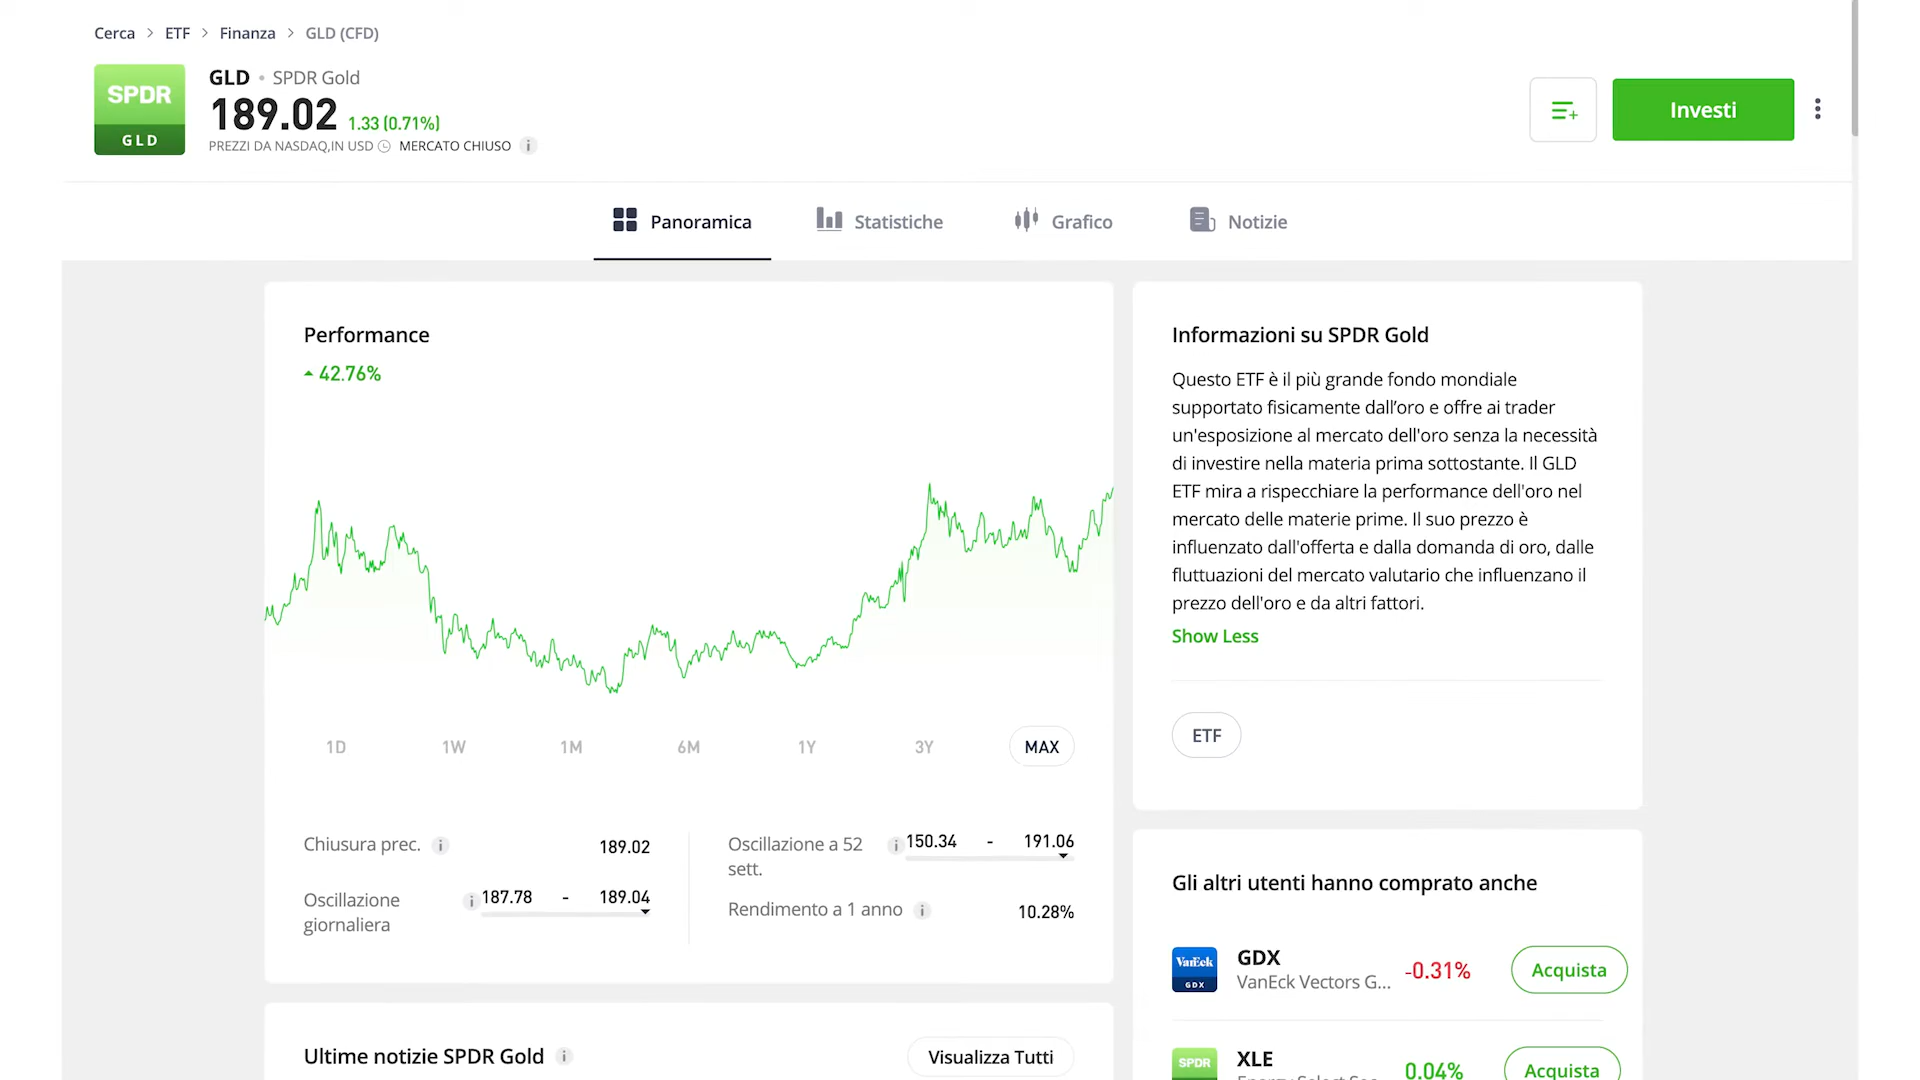 Cerca > ETF > Finanza > GLD (CFD)
SPDR
GLD
GLD • SPDR Gold
189.02 1.33 (0.71%)
PREZZI DA NASDAQ,IN USD MERCATO CHIUSO i
Investi
Panoramica
Statistiche
Grafico
Notizie
Performance
42.76%
1D 1W 1M 6M 1Y 3Y MAX
Chiusura prec. i 189.02
Oscillazione giornaliera i 187.78 - 189.04
Oscillazione a 52 sett. i 150.34 - 191.06
Rendimento a 1 anno i 10.28%
Ultime notizie SPDR Gold i
Visualizza Tutti
Informazioni su SPDR Gold
Questo ETF è il più grande fondo mondiale
supportato fisicamente dall’oro e offre ai trader
un'esposizione al mercato dell'oro senza la necessità
di investire nella materia prima sottostante. Il GLD
ETF mira a rispecchiare la performance dell'oro nel
mercato delle materie prime. Il suo prezzo è
influenzato dall'offerta e dalla domanda di oro, dalle
fluttuazioni del mercato valutario che influenzano il
prezzo dell'oro e da altri fattori.
Show Less
ETF
Gli altri utenti hanno comprato anche
VanEck
GDX
GDX
VanEck Vectors G...
-0.31%
Acquista
SPDR
XLE
0.04%
Acquista